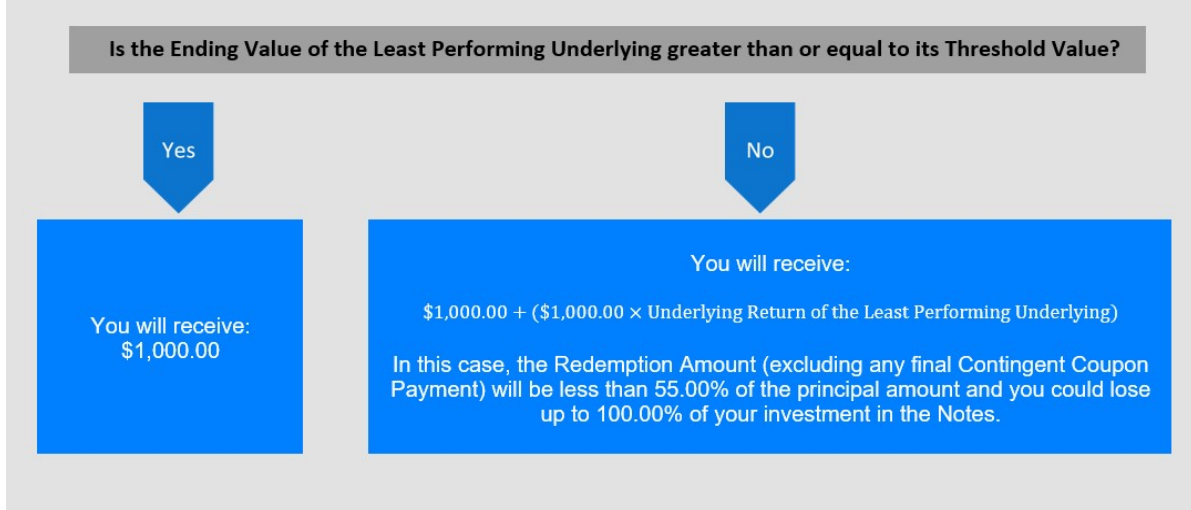 Is the Ending Value of the Least Performing Underlying greater than or equal to its Threshold Value?
Yes
No
You will receive:
$1,000.00
You will receive:
$1,000.00 + ($1,000.00 × Underlying Return of the Least Performing Underlying)
In this case, the Redemption Amount (excluding any final Contingent Coupon
Payment) will be less than 55.00% of the principal amount and you could lose
up to 100.00% of your investment in the Notes.